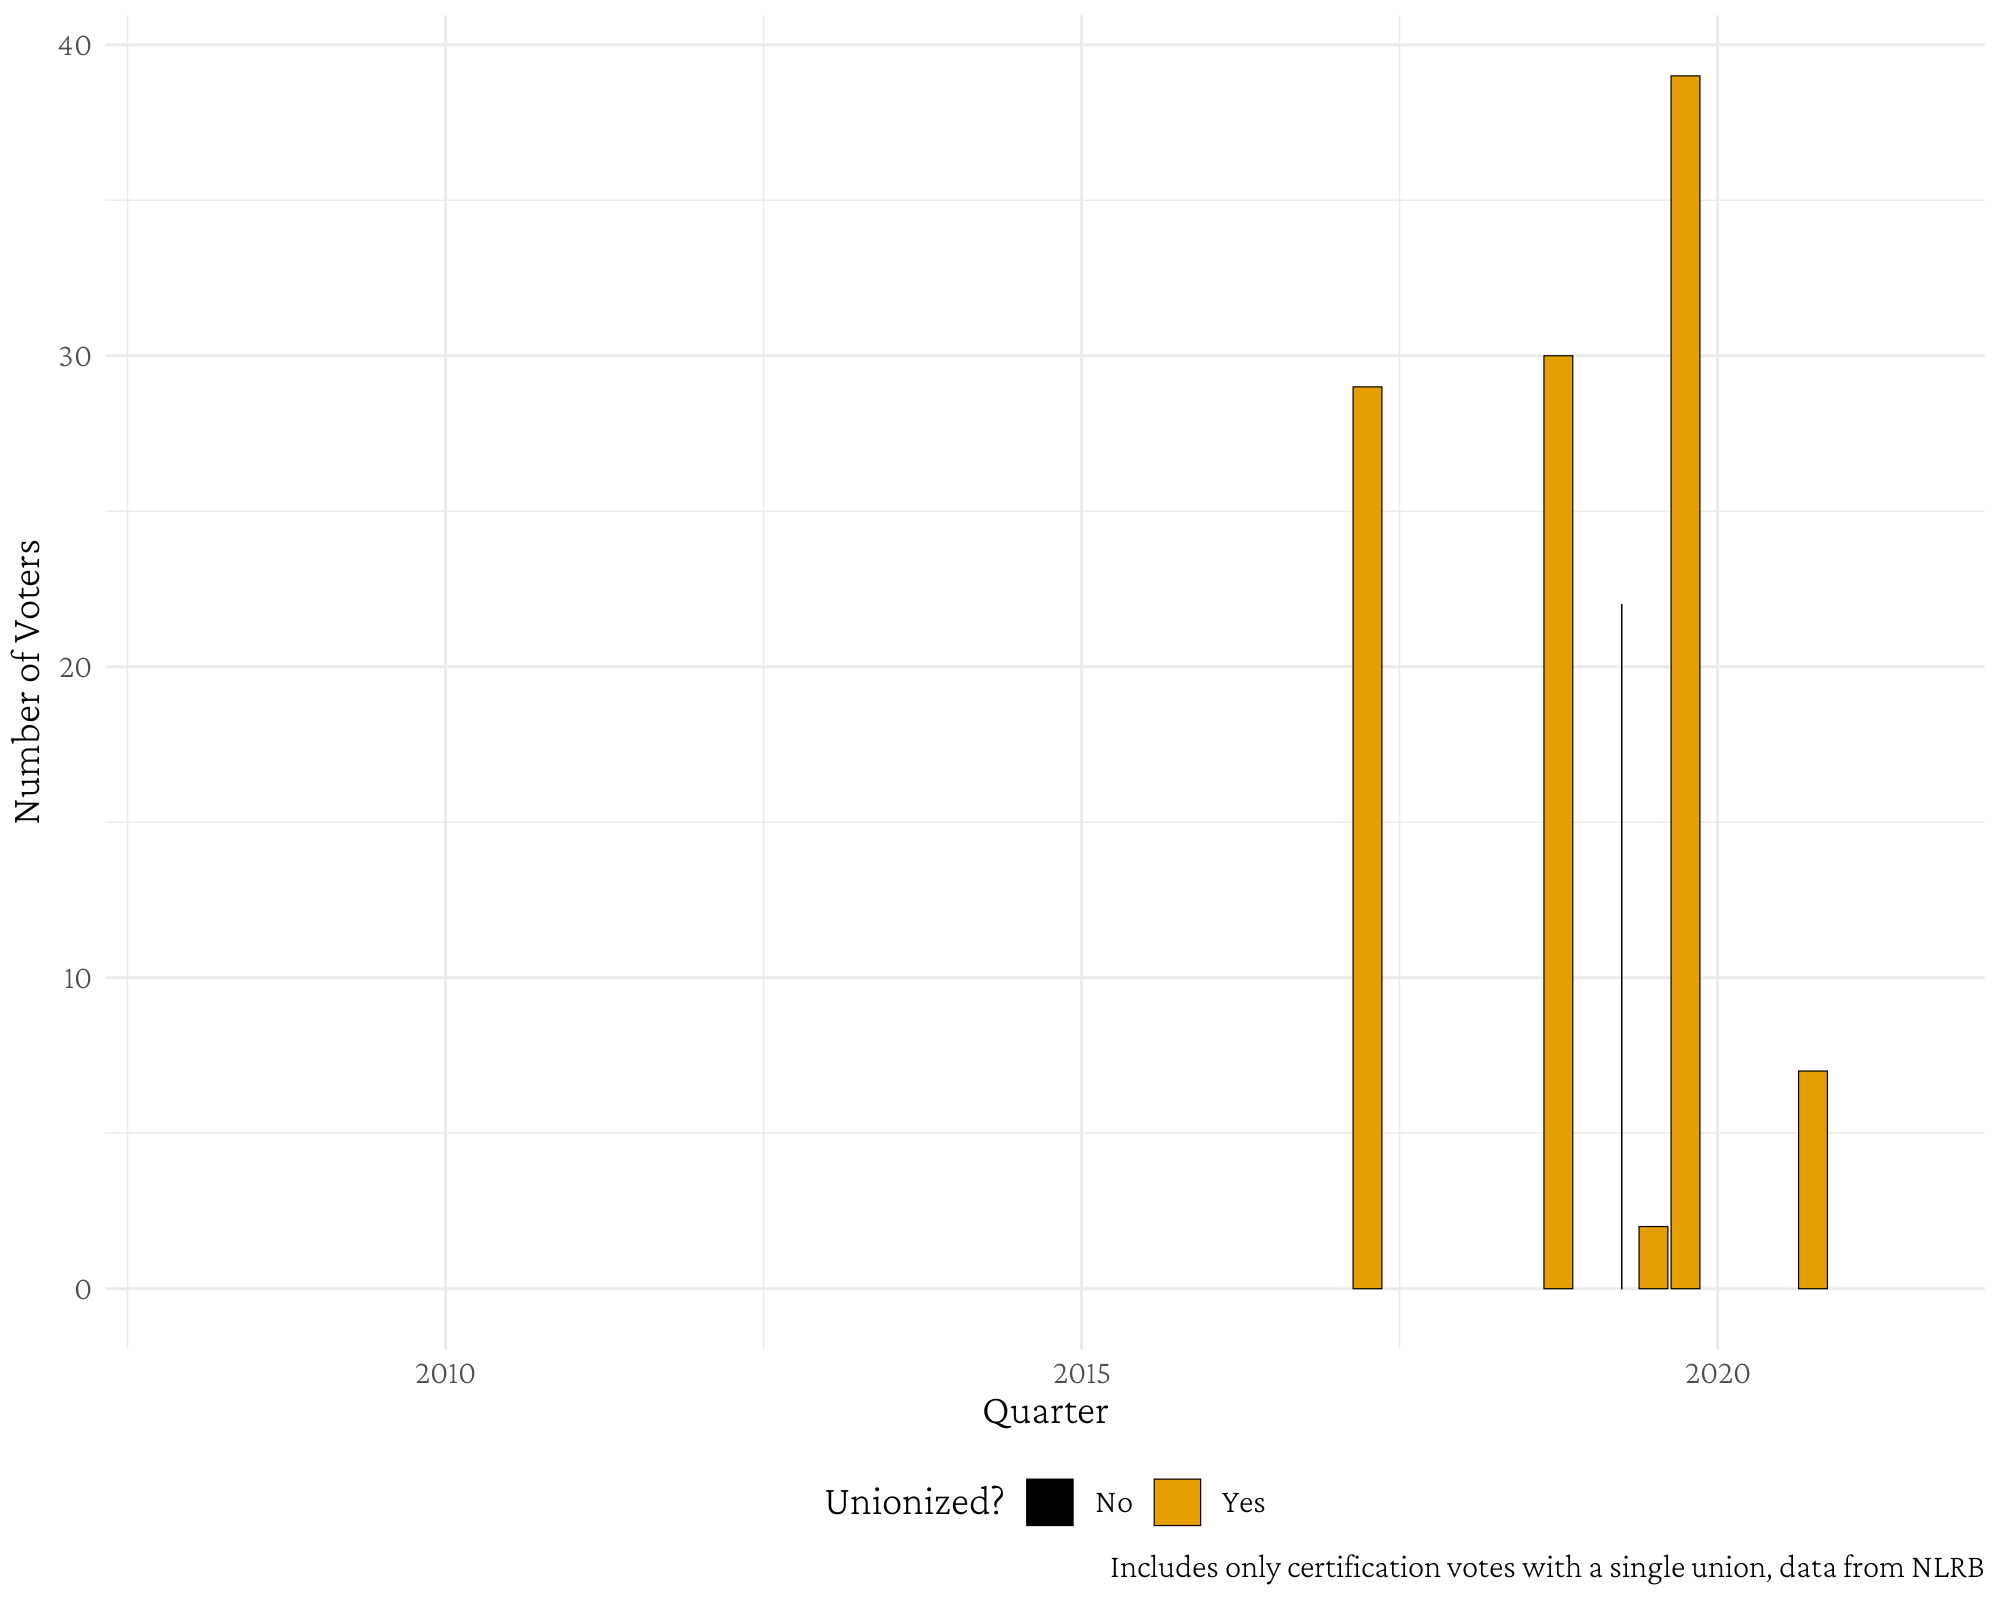 40
30
20
10
0
Number of Voters
2010 2015 2020
Quarter
Unionized? No Yes
Includes only certification votes with a single union, data from NLRB